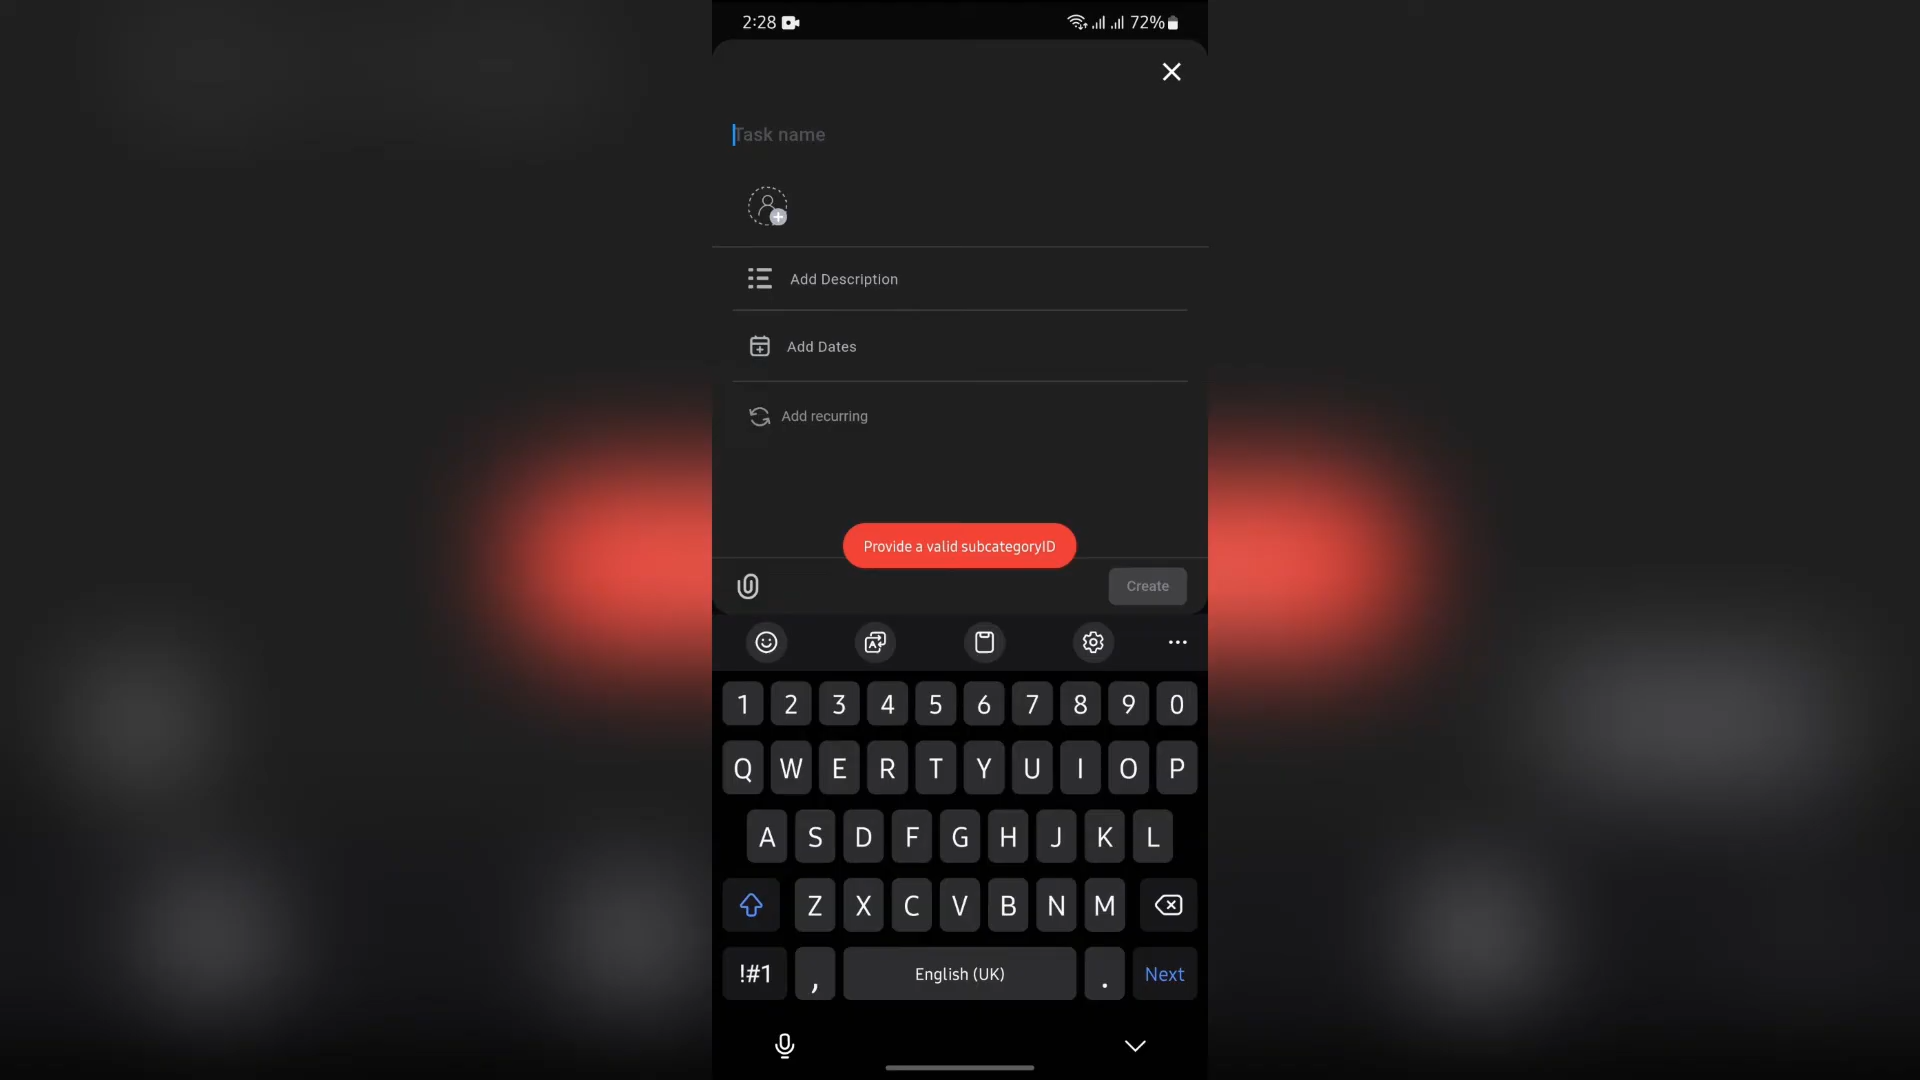 2:28 72%
Task name
Add Description
Add Dates
Add recurring
Provide a valid subcategoryID
Create
1 2 3 4 5 6 7 8 9 0
Q W E R T Y U I O P
A S D F G H J K L
Z X C V B N M
!#1 , English (UK) . Next